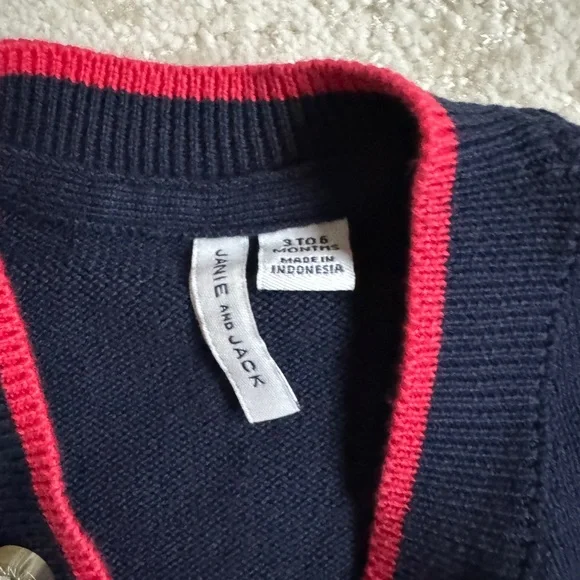 JANIE AND JACK
3 TO 6
MONTHS
MADE IN
INDONESIA